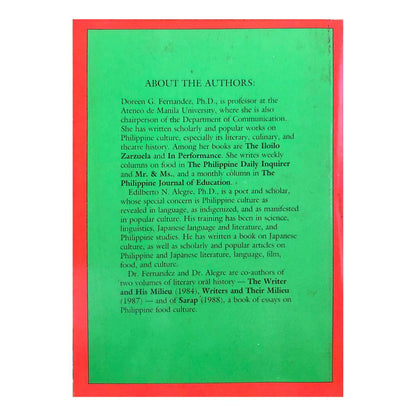 ABOUT THE AUTHORS:
Doreen G. Fernandez, Ph.D., is professor at the
Ateneo de Manila University, where she is also
chairperson of the Department of Communication.
She has written scholarly and popular works on
Philippine culture, especially its literary, culinary, and
theatre history. Among her books are The Iloilo
Zarzuela and In Performance. She writes weekly
columns on food in The Philippine Daily Inquirer
and Mr. & Ms., and a monthly column in The
Philippine Journal of Education.
Edilberto N. Alegre, Ph.D., is a poet and scholar,
whose special concern is Philippine culture as
revealed in language, as indigenized, and as manifested
in popular culture. His training has been in science,
linguistics, Japanese language and literature, and
Philippine studies. He has written a book on Japanese
culture, as well as scholarly and popular articles on
Philippine and Japanese literature, language, film,
food, and culture.
Dr. Fernandez and Dr. Alegre are co-authors of
two volumes of literary oral history — The Writer
and His Milieu (1984), Writers and Their Milieu
(1987) — and of Sarap (1988), a book of essays on
Philippine food culture.